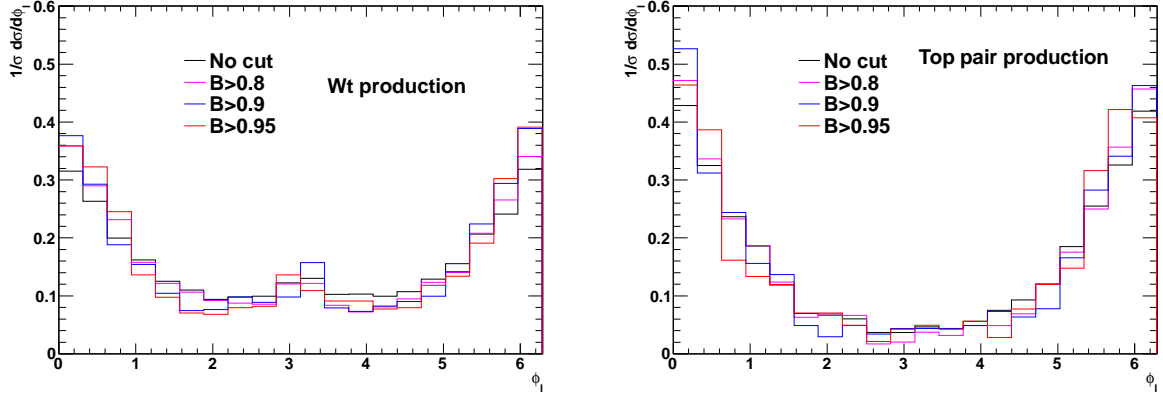 1/σ dσ/dϕ_l
0.6
0.5
0.4
0.3
0.2
0.1
0
No cut
B>0.8
B>0.9
B>0.95
Wt production
0 1 2 3 4 5 6
ϕ_l
1/σ dσ/dϕ_l
0.6
0.5
0.4
0.3
0.2
0.1
0
No cut
B>0.8
B>0.9
B>0.95
Top pair production
0 1 2 3 4 5 6
ϕ_l